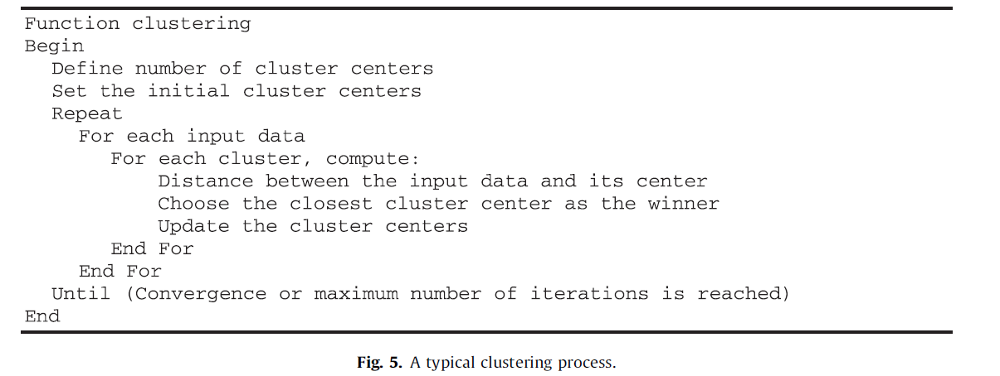 Function clustering
Begin
Define number of cluster centers
Set the initial cluster centers
Repeat
For each input data
For each cluster, compute:
Distance between the input data and its center
Choose the closest cluster center as the winner
Update the cluster centers
End For
End For
Until (Convergence or maximum number of iterations is reached)
End
Fig. 5. A typical clustering process.